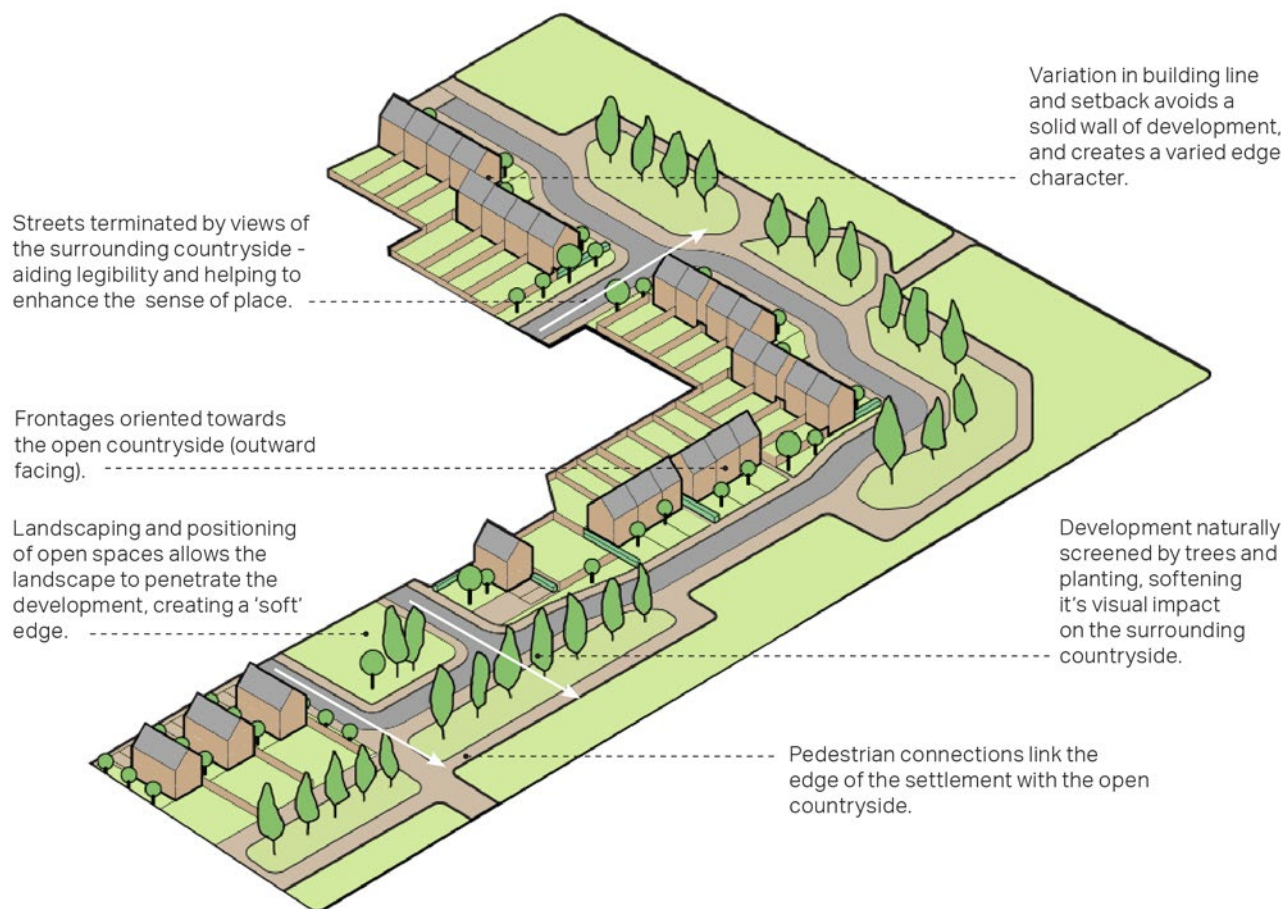 Variation in building line
and setback avoids a
solid wall of development,
and creates a varied edge
character.
Streets terminated by views of
the surrounding countryside -
aiding legibility and helping to
enhance the sense of place.
Frontages oriented towards
the open countryside (outward
facing).
Landscaping and positioning
of open spaces allows the
landscape to penetrate the
development, creating a 'soft'
edge.
Development naturally
screened by trees and
planting, softening
it's visual impact
on the surrounding
countryside.
Pedestrian connections link the
edge of the settlement with the open
countryside.